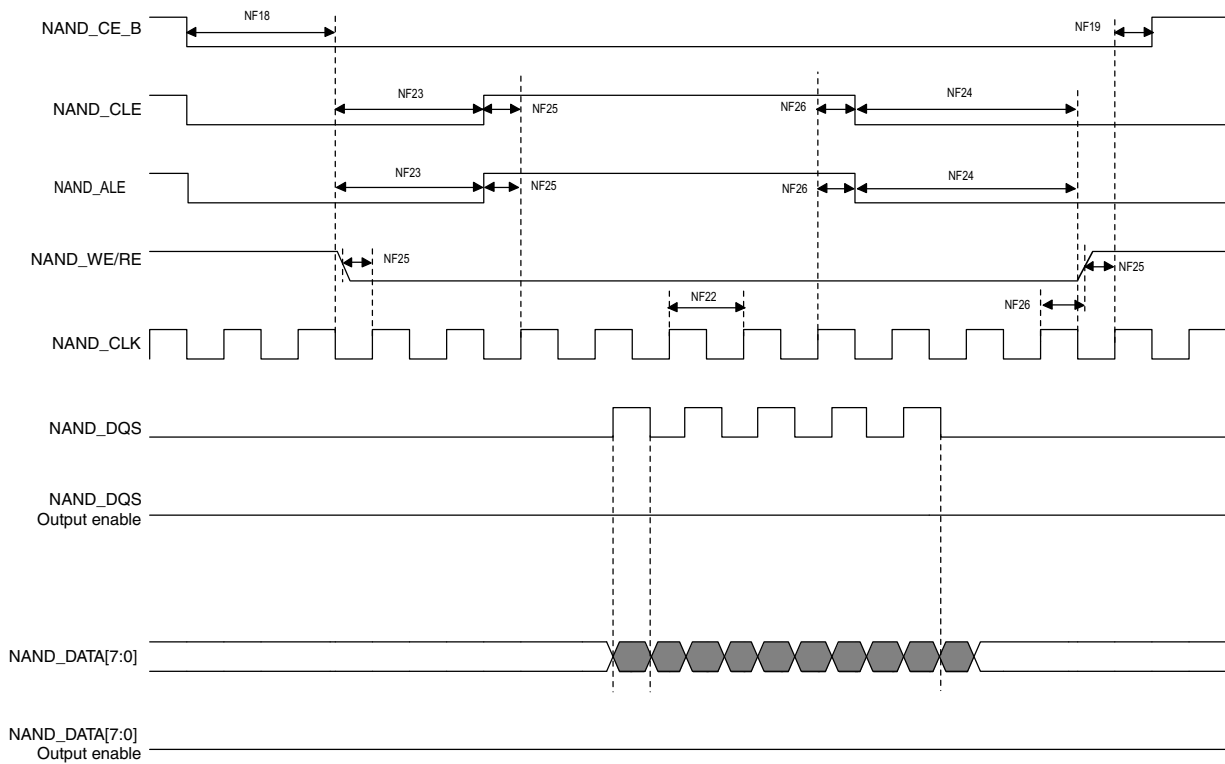 NF18
NAND_CE_B
NF19
NF23
NF25
NF26
NF24
NAND_CLE
NF23
NF25
NF26
NF24
NAND_ALE
NAND_WE/RE
NF25
NF25
NF22
NF26
NAND_CLK
NAND_DQS
NAND_DQS
Output enable
NAND_DATA[7:0]
NAND_DATA[7:0]
Output enable